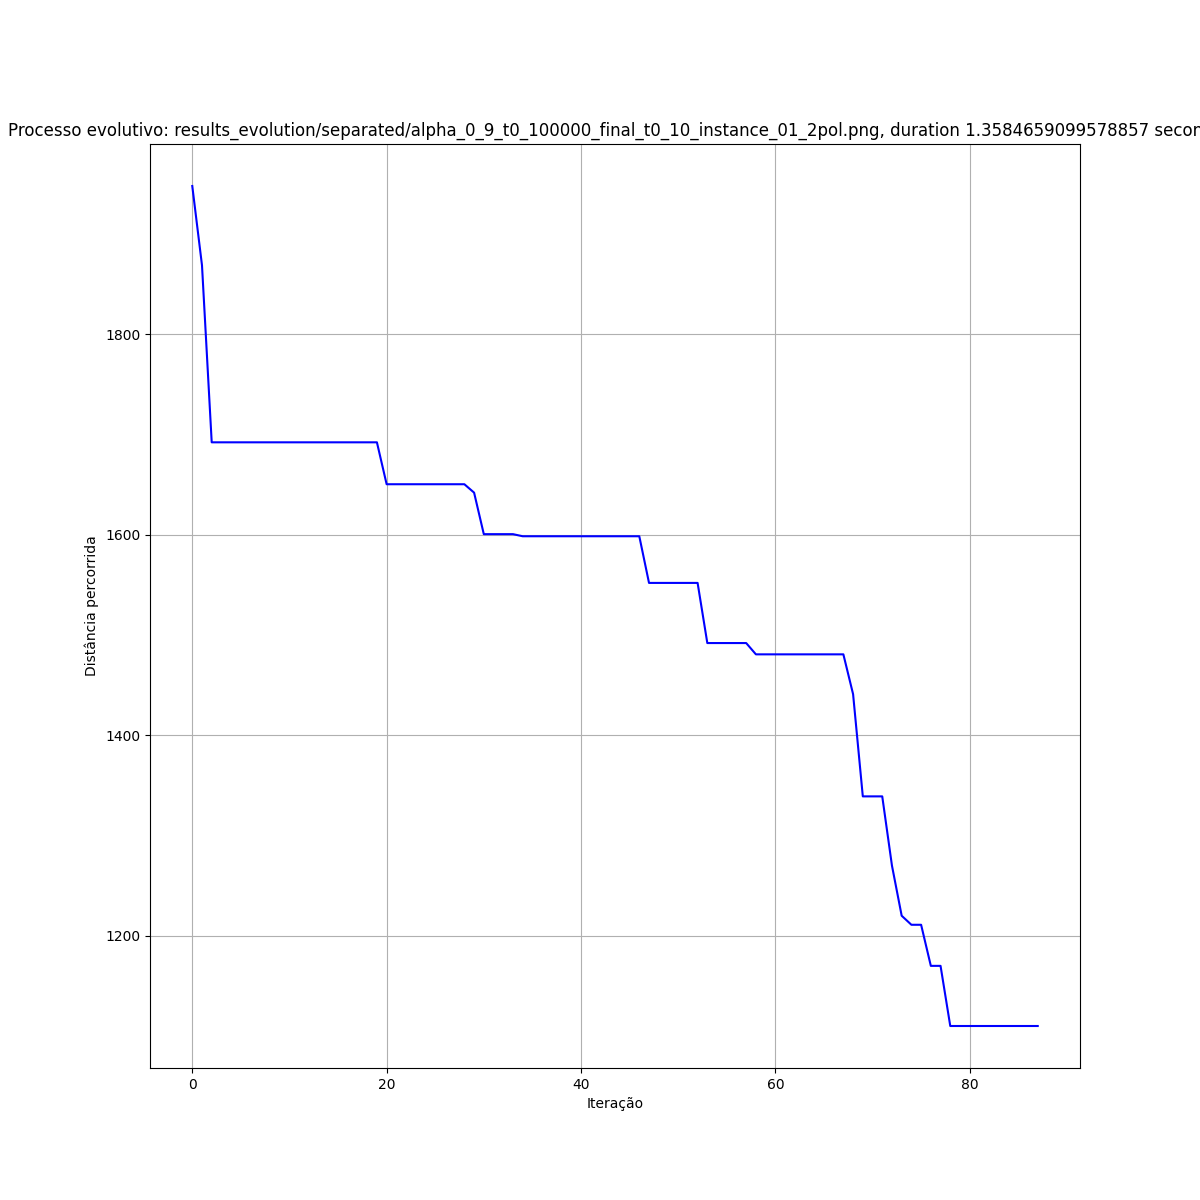 Processo evolutivo: results_evolution/separated/alpha_0_9_t0_100000_final_t0_10_instance_01_2pol.png, duration 1.3584659099578857 secon
1800
1600
1400
1200
Distância percorrida
0 20 40 60 80
Iteração